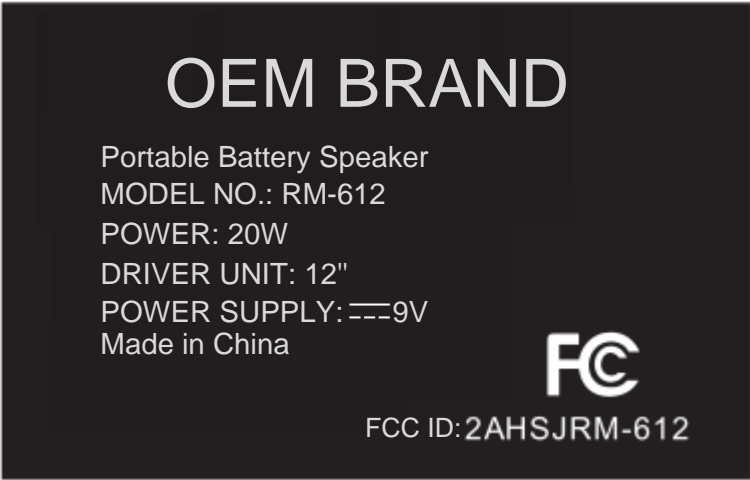 OEM BRAND
Portable Battery Speaker
MODEL NO.: RM-612
POWER: 20W
DRIVER UNIT: 12"
POWER SUPPLY: ⎓9V
Made in China
FC
FCC ID:2AHSJRM-612